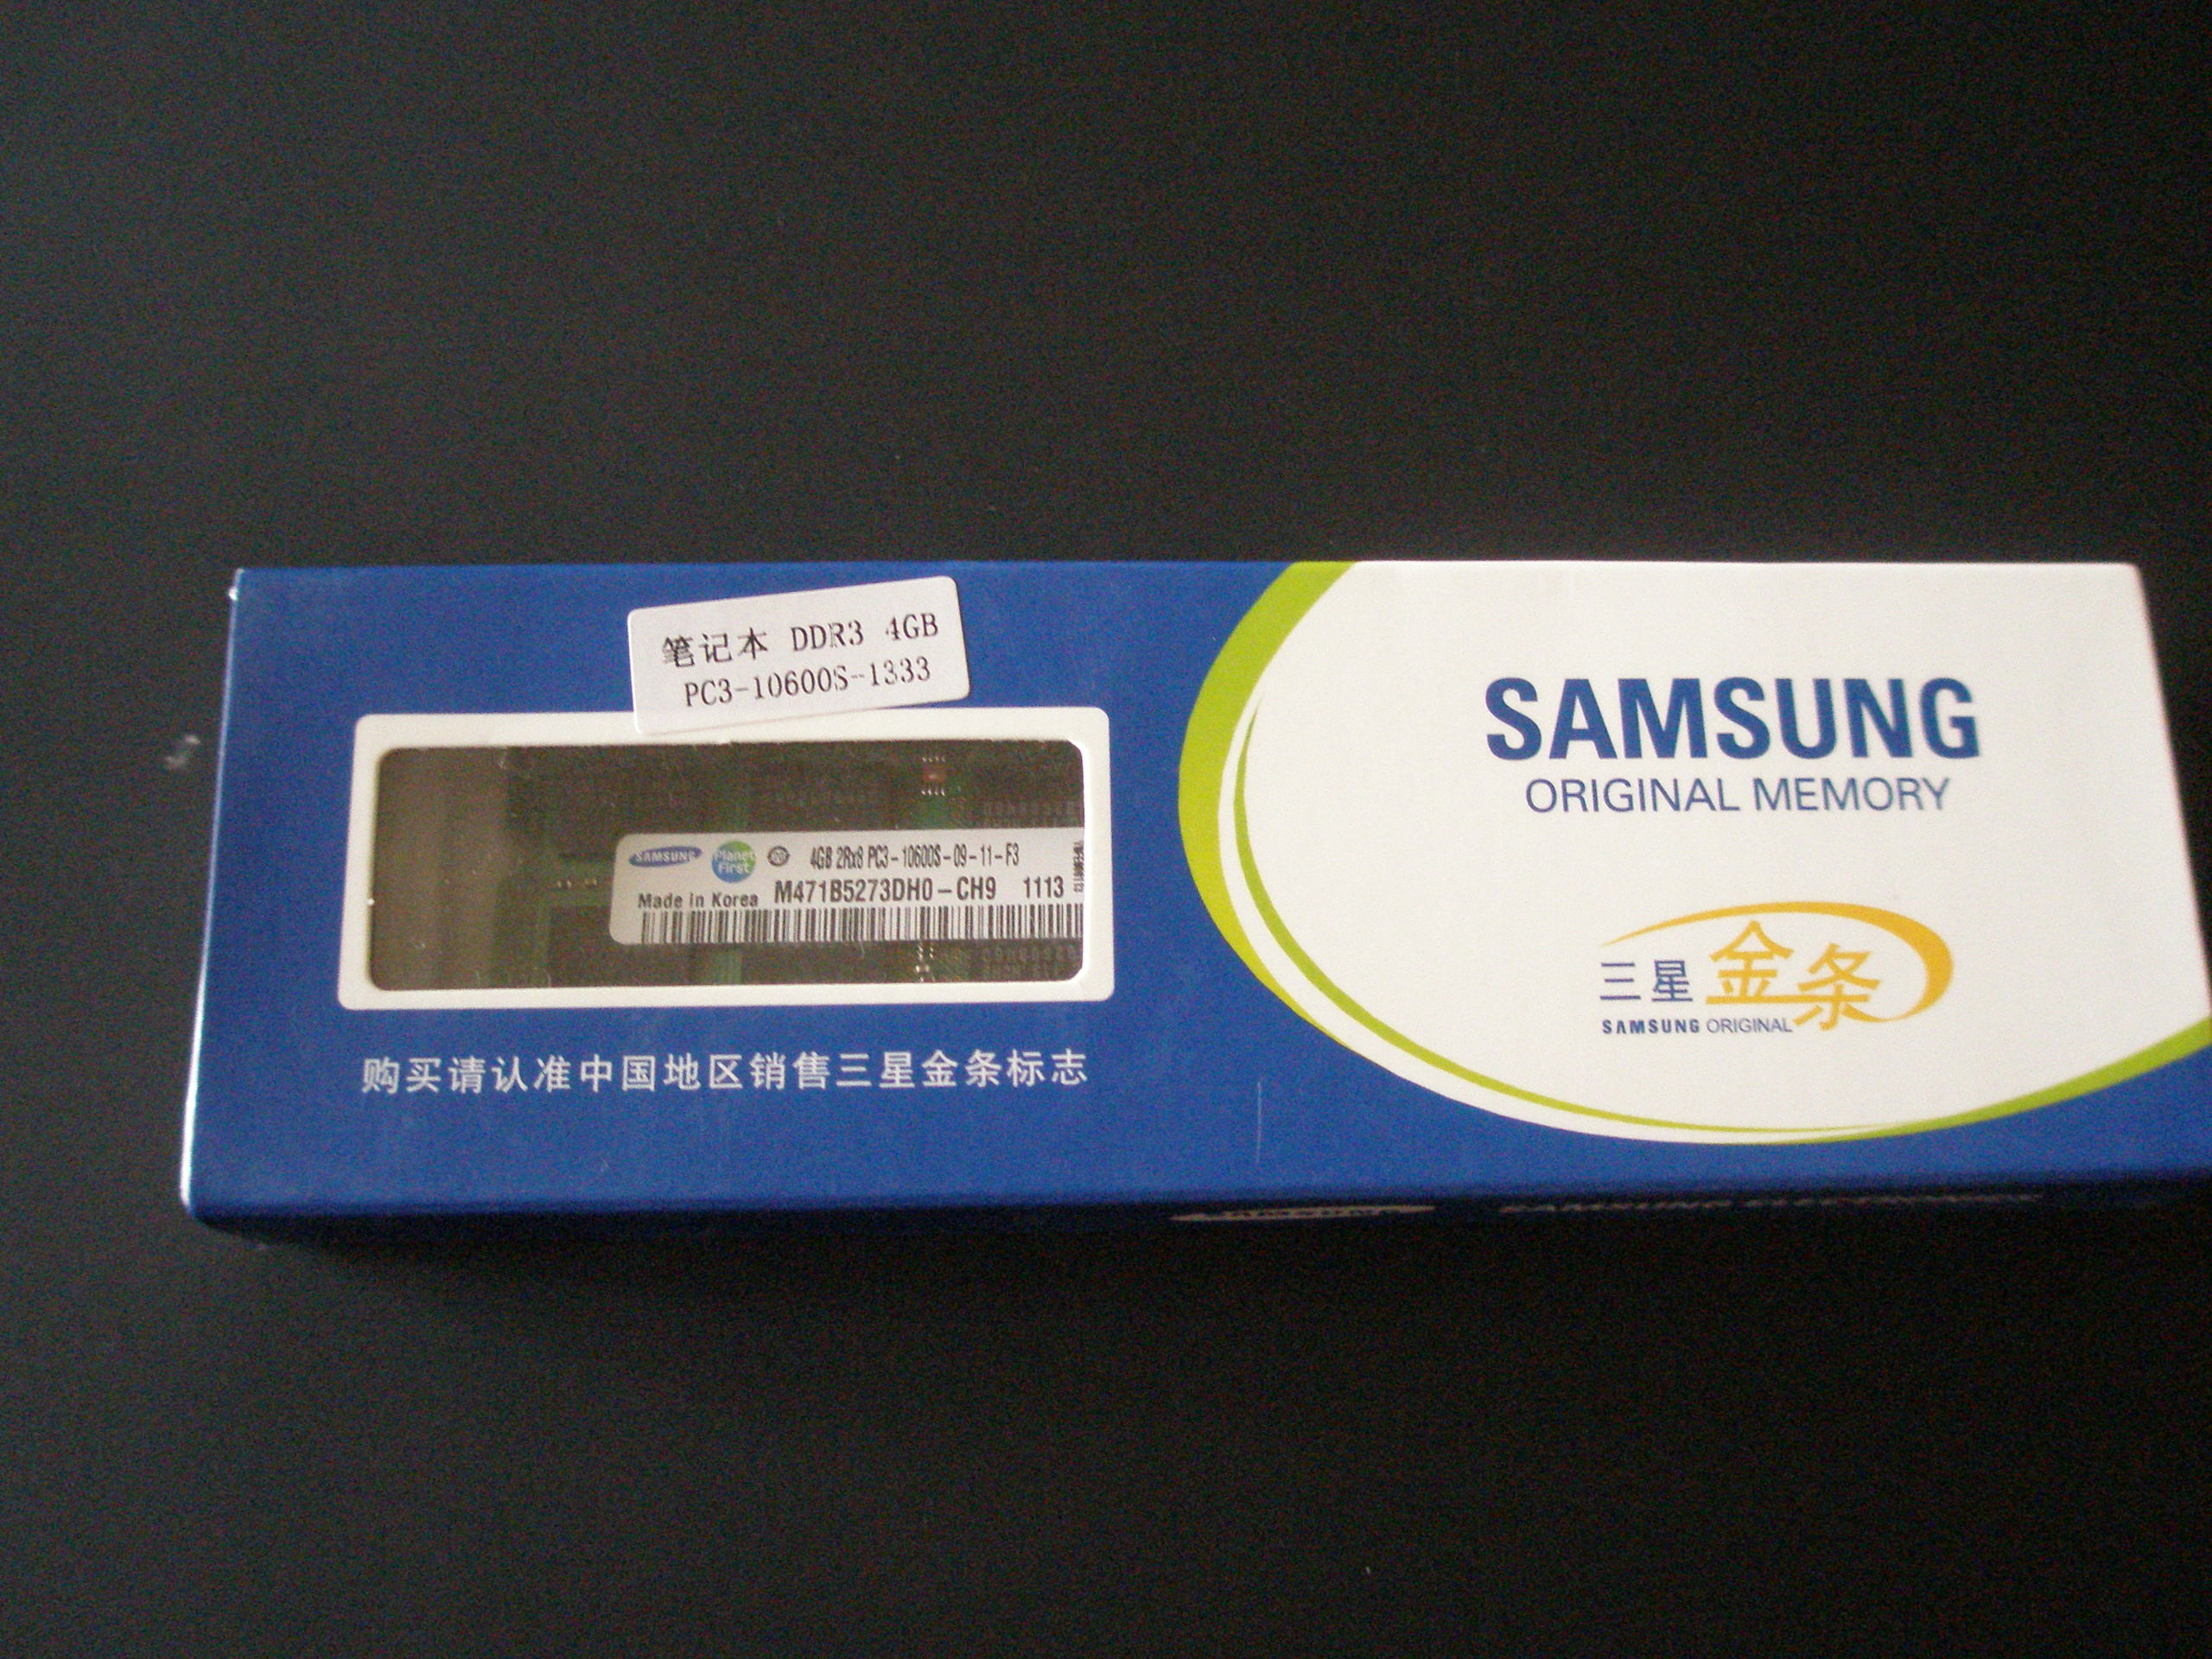 笔记本 DDR3 4GB
PC3-10600S-1333
SAMSUNG
Planet First
4GB 2Rx8 PC3-10600S-09-11-F3
Made in Korea M471B5273DH0-CH9 1113
购买请认准中国地区销售三星金条标志
SAMSUNG
ORIGINAL MEMORY
三星金条
SAMSUNG ORIGINAL